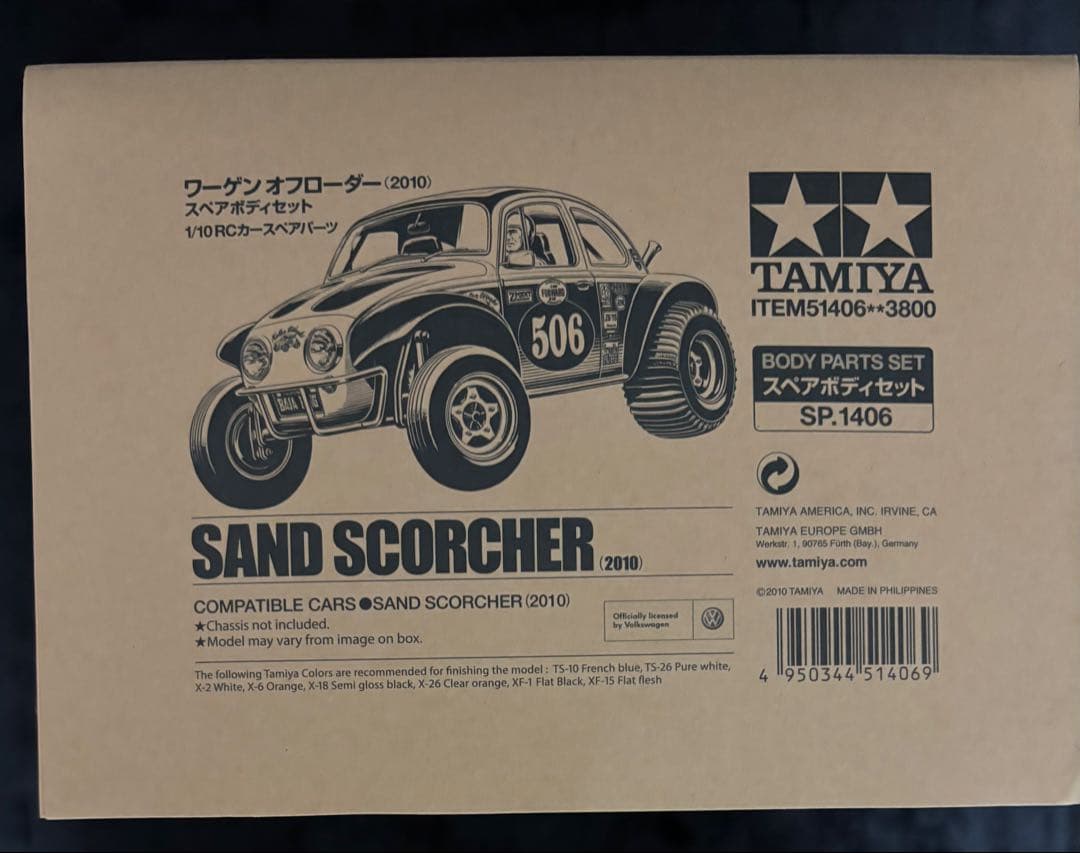 ワーゲン オフローダー(2010)
スペアボディセット
1/10 RCカースペアパーツ
506
BAJA
TAMIYA
ITEM51406**3800
BODY PARTS SET
スペアボディセット
SP.1406
TAMIYA AMERICA, INC. IRVINE, CA
TAMIYA EUROPE GMBH
Werkstr. 1, 90765 Fürth (Bay.), Germany
www.tamiya.com
©2010 TAMIYA MADE IN PHILIPPINES
4 950344 514069
SAND SCORCHER (2010)
COMPATIBLE CARS ●SAND SCORCHER (2010)
★Chassis not included.
★Model may vary from image on box.
Officially licensed
by Volkswagen
The following Tamiya Colors are recommended for finishing the model : TS-10 French blue, TS-26 Pure white,
X-2 White, X-6 Orange, X-18 Semi gloss black, X-26 Clear orange, XF-1 Flat Black, XF-15 Flat flesh